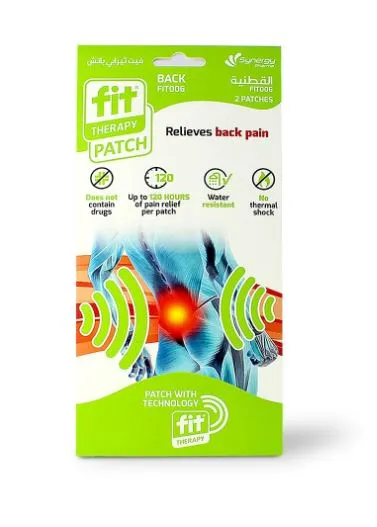 فيت ثيرابي باتش
fit
THERAPY
PATCH
BACK
FIT006
Synergy
Pharma
القطنية
FIT006
2 PATCHES
Relieves back pain
120
Does not
contain
drugs
Up to 120 HOURS
of pain relief
per patch
Water
resistant
No
thermal
shock
PATCH WITH
TECHNOLOGY
fit
THERAPY